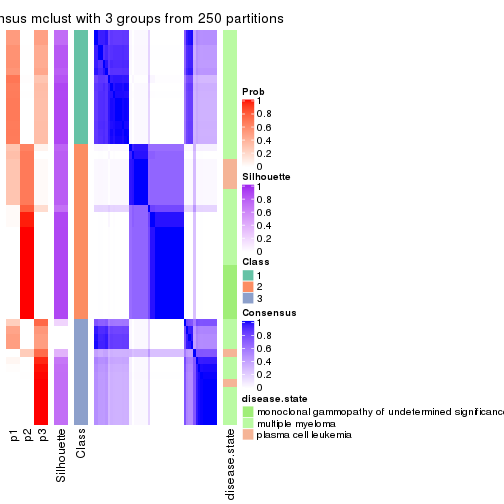 nsus mclust with 3 groups from 250 partitions
Prob
1
0.8
0.6
0.4
0.2
0
Silhouette
1
0.8
0.6
0.4
0.2
0
Class
1
2
3
Consensus
1
0.8
0.6
0.4
0.2
0
disease.state
monoclonal gammopathy of undetermined significance
multiple myeloma
plasma cell leukemia
p1
p2
p3
Silhouette
Class
disease.state